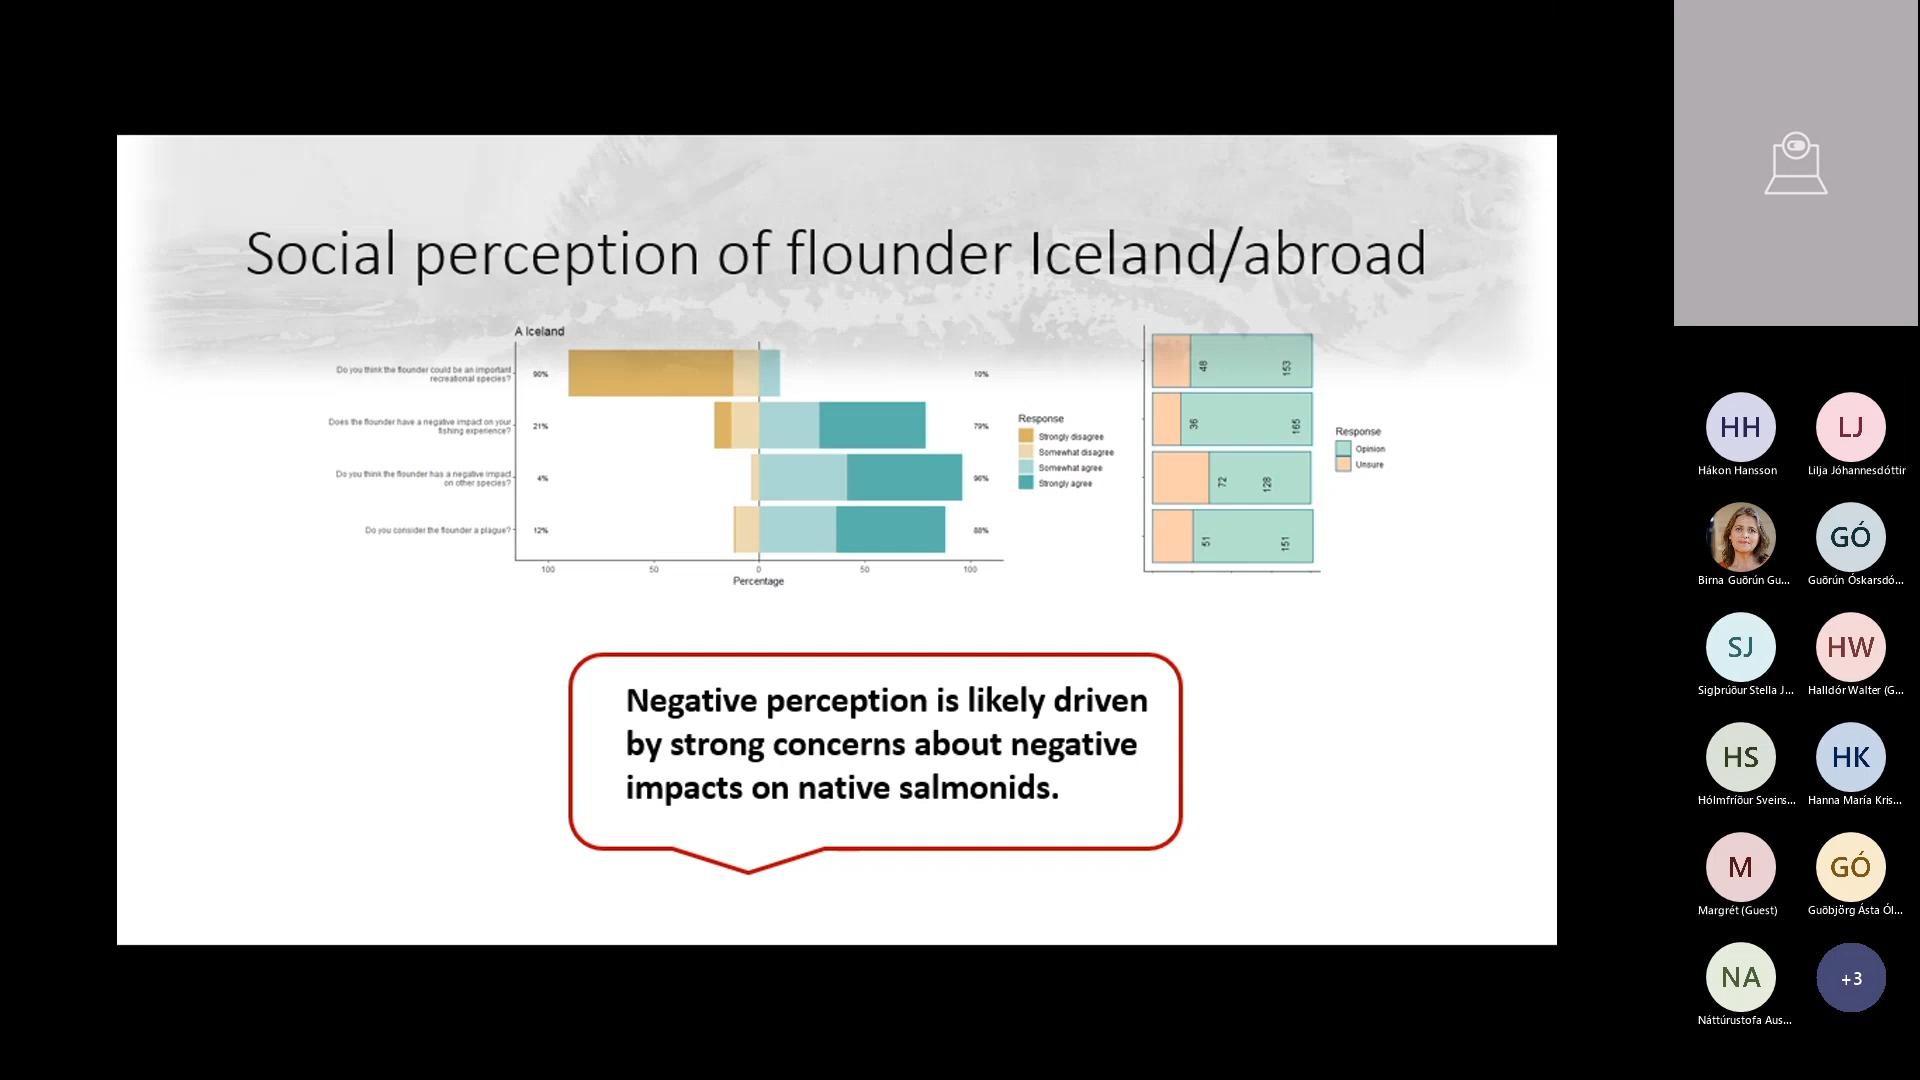 Social perception of flounder Iceland/abroad
A Iceland
Do you think the flounder could be an important
recreational species?
90%
10%
Does the flounder have a negative impact on your
fishing experience?
21%
79%
Do you think the flounder has a negative impact
on other species?
4%
96%
Do you consider the flounder a plague?
12%
88%
100
50
0
50
100
Percentage
Response
Strongly disagree
Somewhat disagree
Somewhat agree
Strongly agree
48
153
36
165
72
128
51
151
Response
Opinion
Unsure
Negative perception is likely driven
by strong concerns about negative
impacts on native salmonids.
HH
Hákon Hansson
LJ
Lilja Jóhannesdóttir
Birna Guðrún Gu...
GÓ
Guðrún Óskarsdó...
SJ
Sigþrúður Stella J...
HW
Halldór Walter (G...
HS
Hólmfríður Sveins...
HK
Hanna María Kris...
M
Margrét (Guest)
GÓ
Guðbjörg Ásta Ól...
NA
Náttúrustofa Aus...
+3